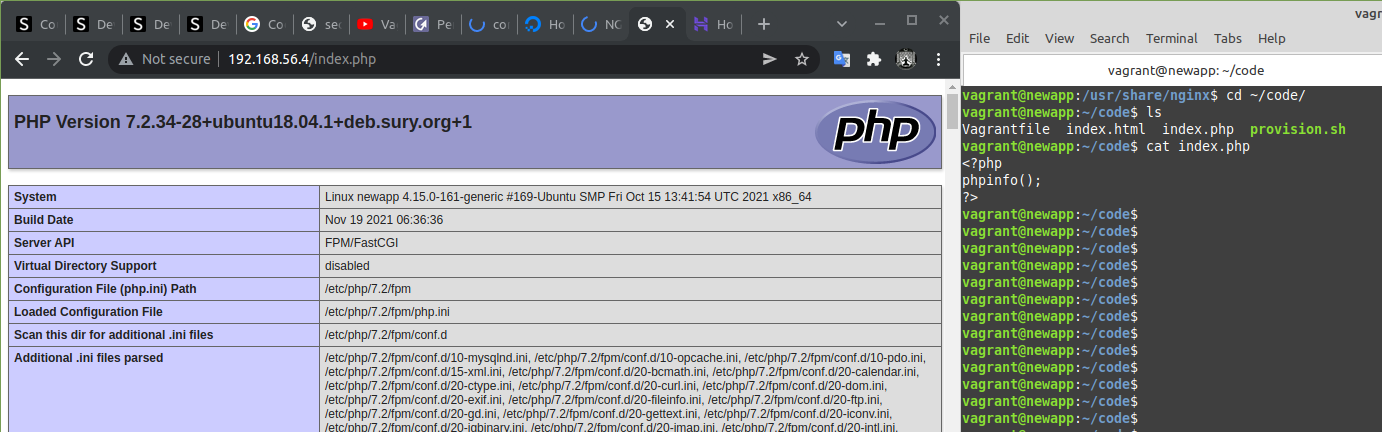 Co
De
De
De
Co
sec
Va
Pe
co
Ho
NC
H
Not secure 192.168.56.4/index.php
PHP Version 7.2.34-28+ubuntu18.04.1+deb.sury.org+1
php
System Linux newapp 4.15.0-161-generic #169-Ubuntu SMP Fri Oct 15 13:41:54 UTC 2021 x86_64
Build Date Nov 19 2021 06:36:36
Server API FPM/FastCGI
Virtual Directory Support disabled
Configuration File (php.ini) Path /etc/php/7.2/fpm
Loaded Configuration File /etc/php/7.2/fpm/php.ini
Scan this dir for additional .ini files /etc/php/7.2/fpm/conf.d
Additional .ini files parsed /etc/php/7.2/fpm/conf.d/10-mysqlnd.ini, /etc/php/7.2/fpm/conf.d/10-opcache.ini, /etc/php/7.2/fpm/conf.d/10-pdo.ini,
/etc/php/7.2/fpm/conf.d/15-xml.ini, /etc/php/7.2/fpm/conf.d/20-bcmath.ini, /etc/php/7.2/fpm/conf.d/20-calendar.ini,
/etc/php/7.2/fpm/conf.d/20-ctype.ini, /etc/php/7.2/fpm/conf.d/20-curl.ini, /etc/php/7.2/fpm/conf.d/20-dom.ini,
/etc/php/7.2/fpm/conf.d/20-exif.ini, /etc/php/7.2/fpm/conf.d/20-fileinfo.ini, /etc/php/7.2/fpm/conf.d/20-ftp.ini,
/etc/php/7.2/fpm/conf.d/20-gd.ini, /etc/php/7.2/fpm/conf.d/20-gettext.ini, /etc/php/7.2/fpm/conf.d/20-iconv.ini,
/etc/php/7.2/fpm/conf.d/20-igbinary.ini, /etc/php/7.2/fpm/conf.d/20-imap.ini, /etc/php/7.2/fpm/conf.d/20-intl.ini,
vagr
File Edit View Search Terminal Tabs Help
vagrant@newapp: ~/code
vagrant@newapp:/usr/share/nginx$ cd ~/code/
vagrant@newapp:~/code$ ls
Vagrantfile index.html index.php provision.sh
vagrant@newapp:~/code$ cat index.php
<?php
phpinfo();
?>
vagrant@newapp:~/code$
vagrant@newapp:~/code$
vagrant@newapp:~/code$
vagrant@newapp:~/code$
vagrant@newapp:~/code$
vagrant@newapp:~/code$
vagrant@newapp:~/code$
vagrant@newapp:~/code$
vagrant@newapp:~/code$
vagrant@newapp:~/code$
vagrant@newapp:~/code$
vagrant@newapp:~/code$
vagrant@newapp:~/code$
vagrant@newapp:~/code$